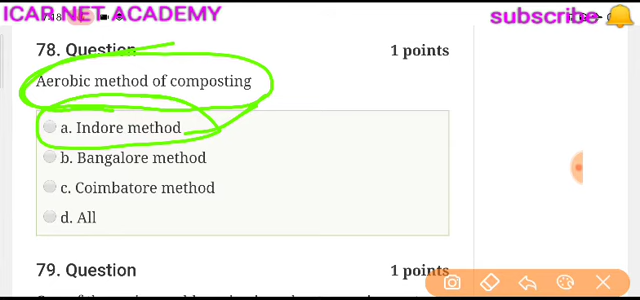 ICAR NET ACADEMY
subscribe
78. Question 1 points
Aerobic method of composting
a. Indore method
b. Bangalore method
c. Coimbatore method
d. All
79. Question 1 points